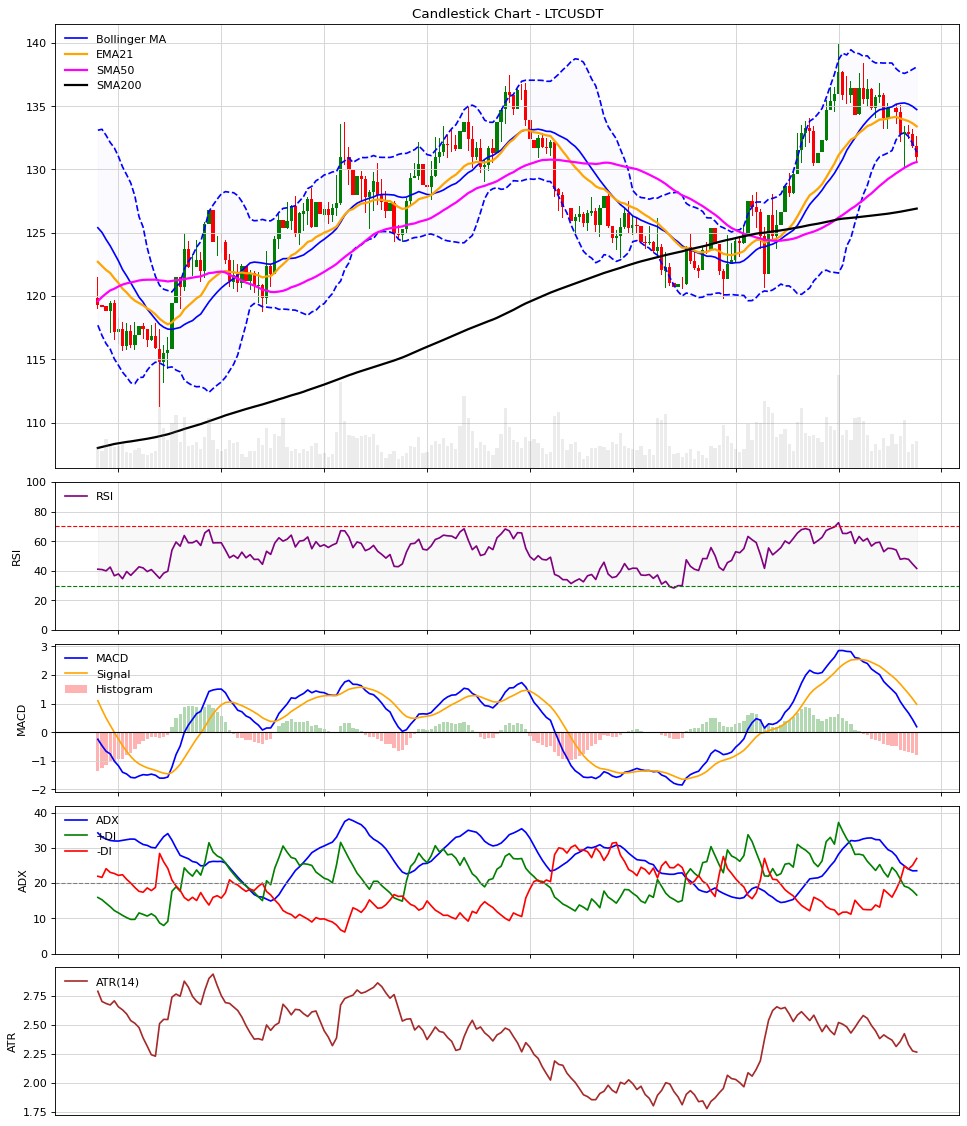 Candlestick Chart - LTCUSDT
Bollinger MA
EMA21
SMA50
SMA200
140
135
130
125
120
115
110
RSI
100
80
60
40
20
0
RSI
MACD
Signal
Histogram
3
2
1
0
−1
−2
MACD
ADX
+DI
-DI
40
30
20
10
0
ADX
ATR(14)
2.75
2.50
2.25
2.00
1.75
ATR